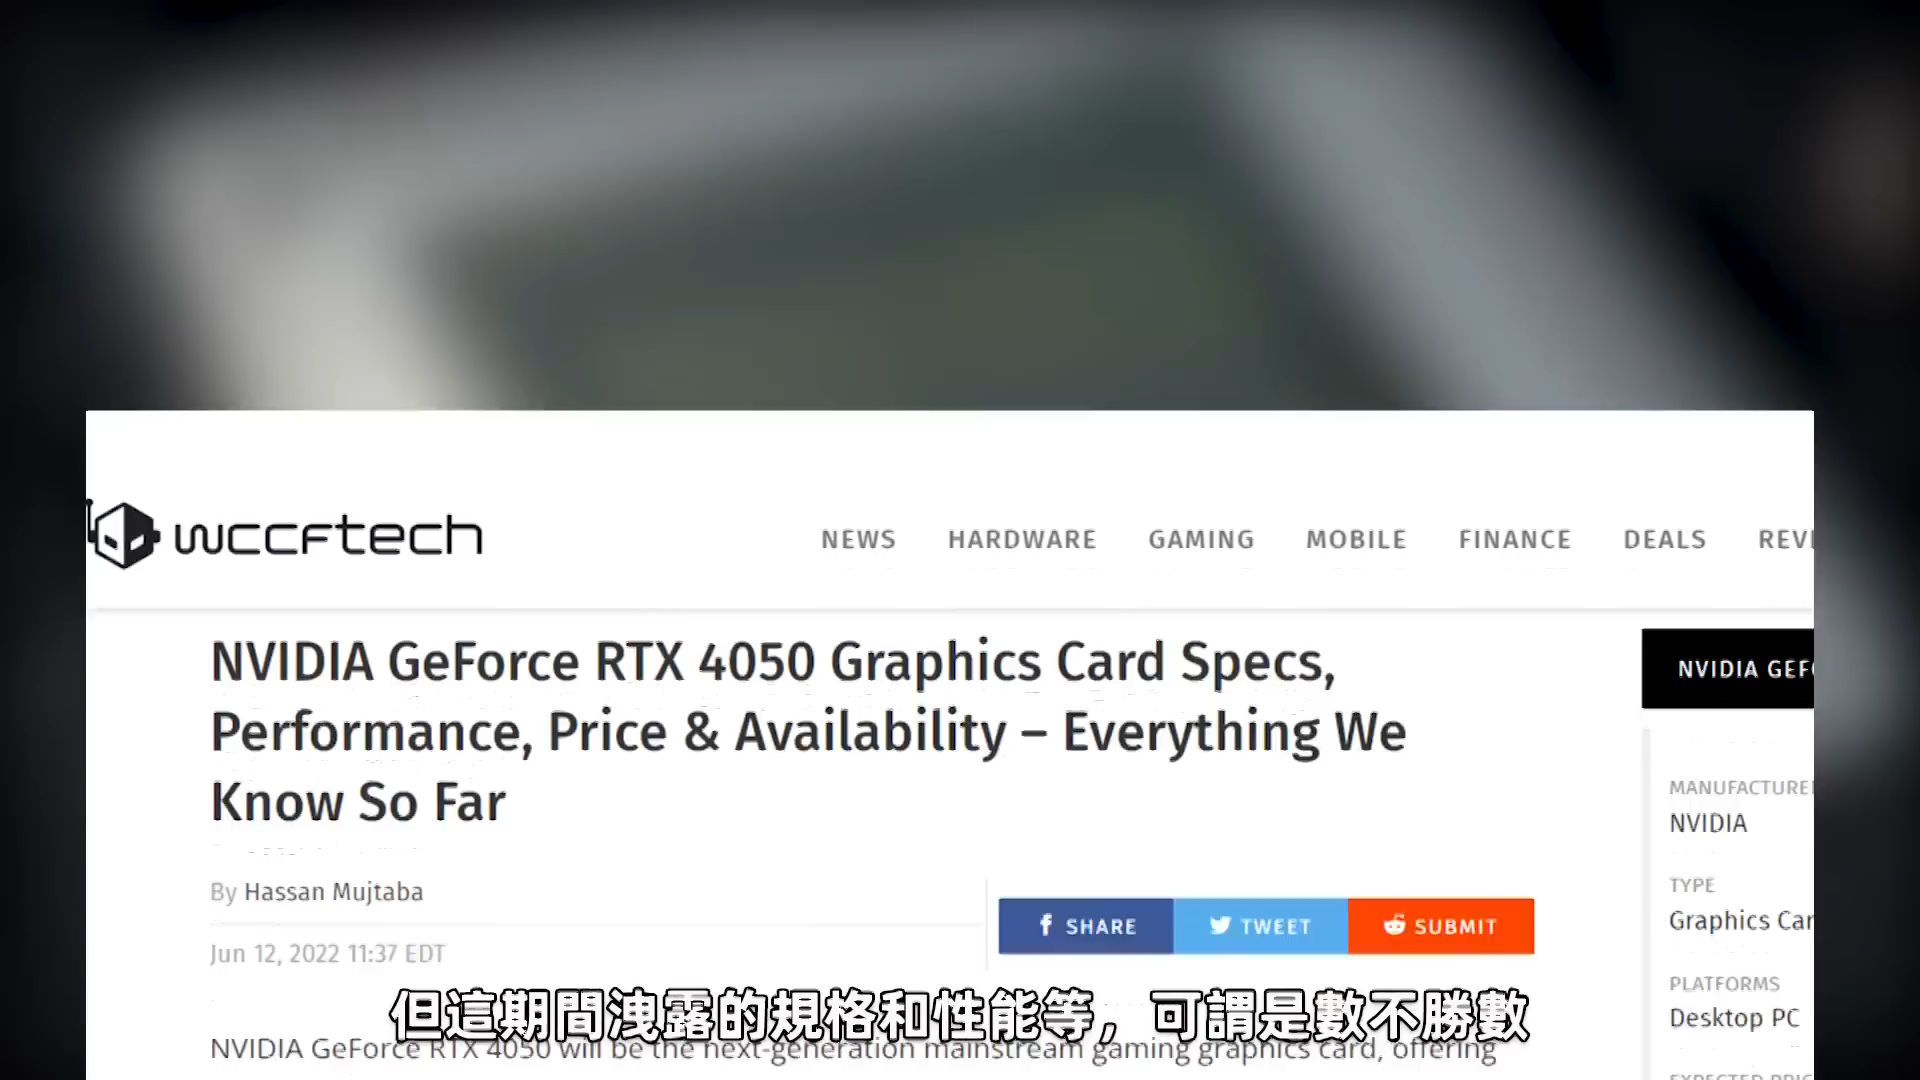 wccftech
NEWS HARDWARE GAMING MOBILE FINANCE DEALS
NVIDIA GeForce RTX 4050 Graphics Card Specs,
Performance, Price & Availability – Everything We
Know So Far
By Hassan Mujtaba
Jun 12, 2022 11:37 EDT
SHARE TWEET SUBMIT
NVIDIA
MANUFACTURER
NVIDIA
TYPE
Graphics
PLATFORMS
Desktop PC
但這期間洩露的規格和性能等，可謂是數不勝數
NVIDIA GeForce RTX 4050 will be the next-generation mainstream gaming graphics card, offering